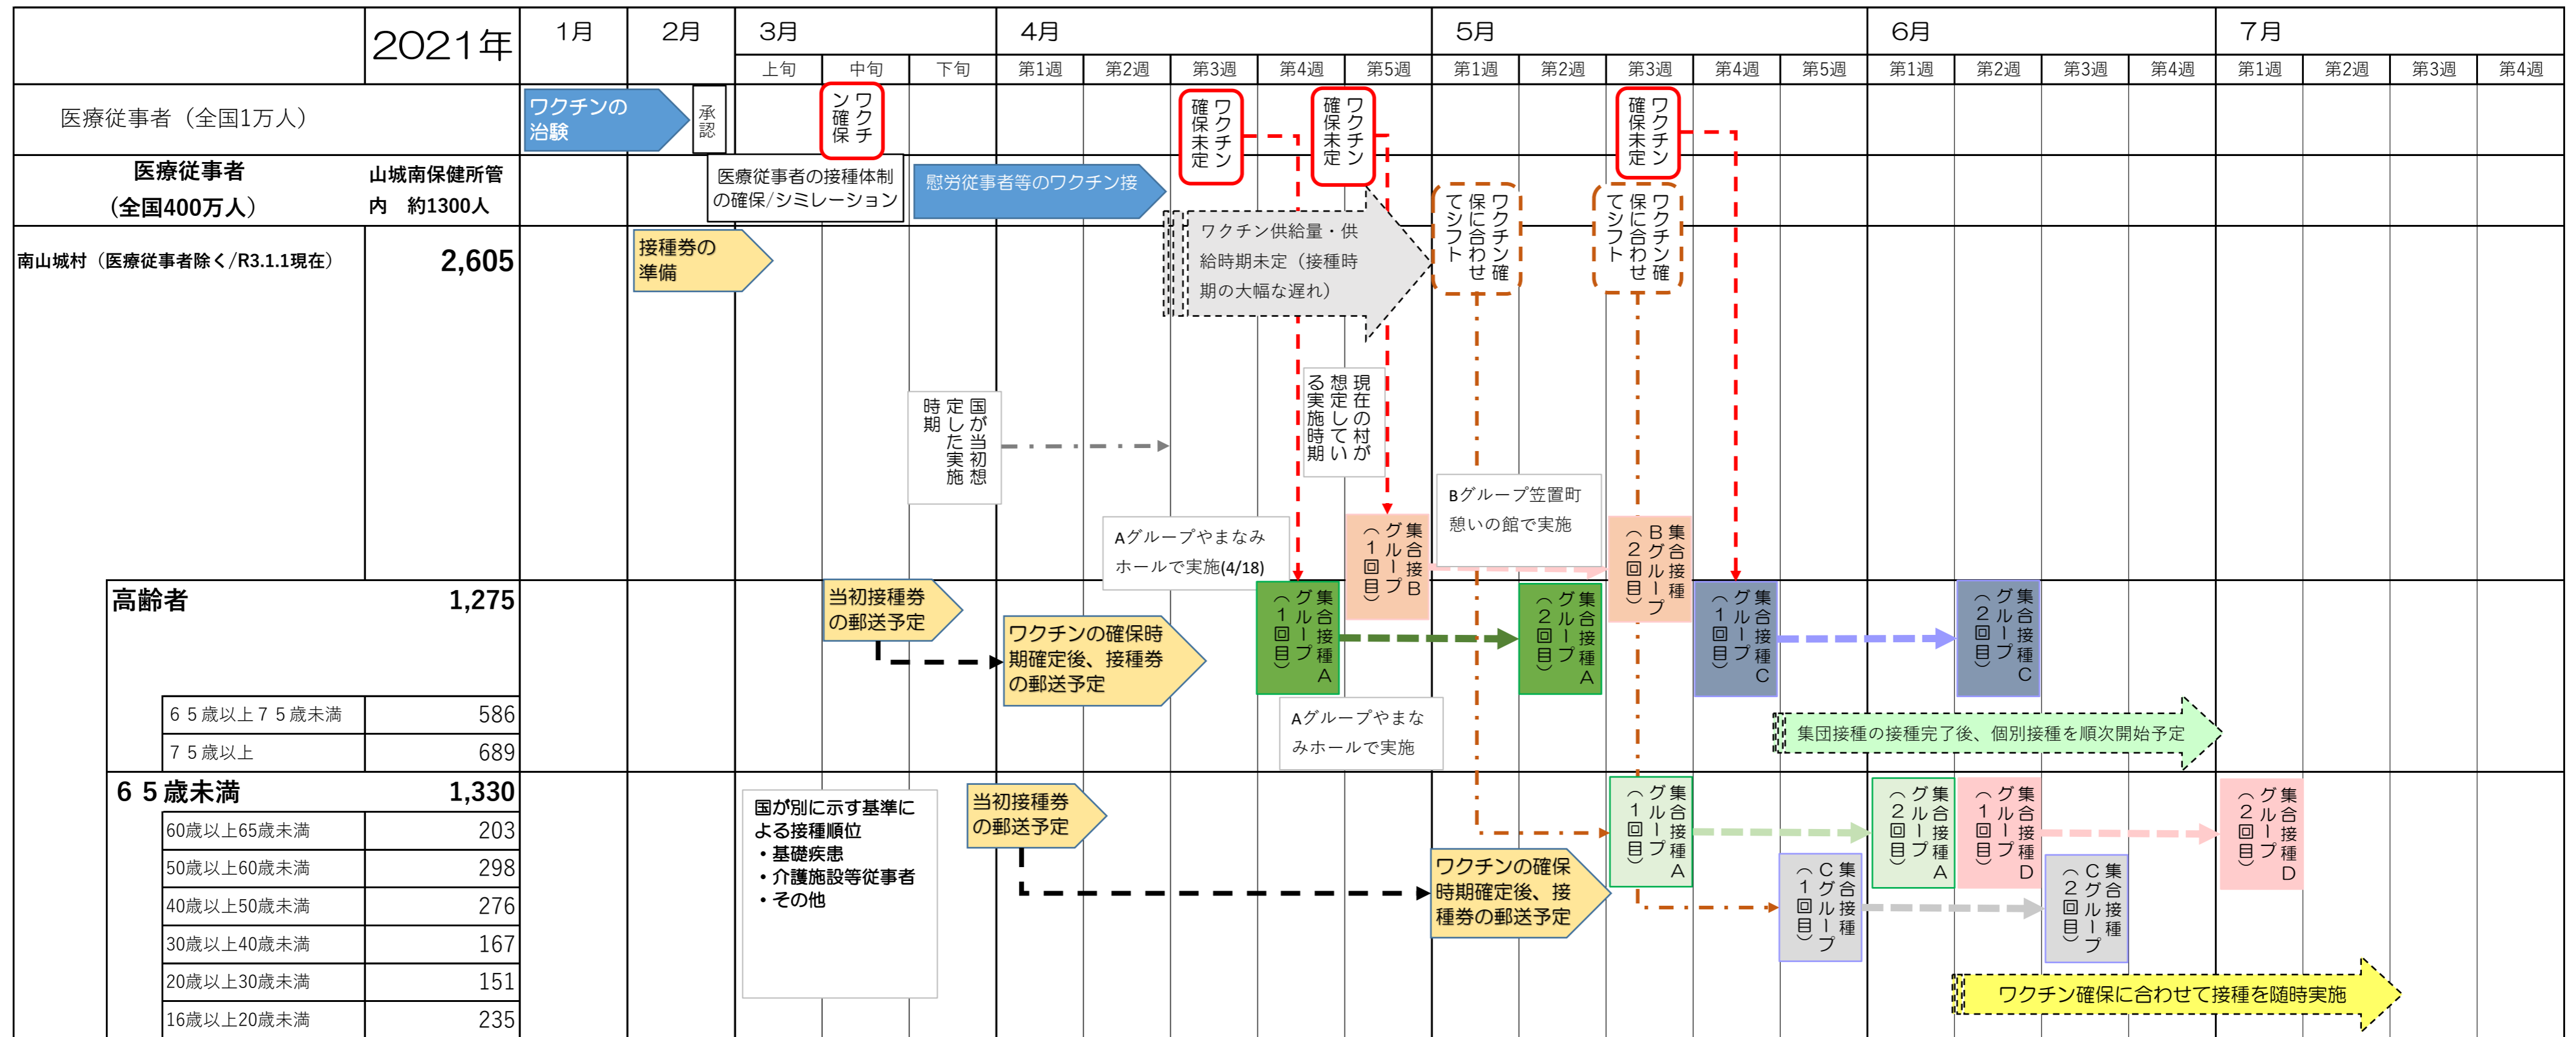 2021年
1月
2月
3月
4月
5月
6月
7月
上旬
中旬
下旬
第1週
第2週
第3週
第4週
第5週
第1週
第2週
第3週
第4週
第5週
第1週
第2週
第3週
第4週
第1週
第2週
第3週
第4週
医療従事者（全国1万人）
ワクチンの
治験
承認
ワクチ
ン確保
ワクチン
確保未定
ワクチン
確保未定
ワクチン
確保未定
医療従事者
(全国400万人）
山城南保健所管
内　約1300人
医療従事者の接種体制
の確保/シミレーション
慰労従事者等のワクチン接
ワクチン供給量・供
給時期未定（接種時
期の大幅な遅れ）
ワクチン確
保に合わせ
てシフト
ワクチン確
保に合わせ
てシフト
南山城村（医療従事者除く/R3.1.1現在）
2,605
接種券の
準備
国が当初想
定した実施
時期
現在の村が
想定してい
る実施時期
Aグループやまなみ
ホールで実施(4/18)
Bグループ笠置町
憩いの館で実施
集合接B
グループ
（1回目）
集合接種
Bグループ
（2回目）
高齢者
1,275
当初接種券
の郵送予定
ワクチンの確保時
期確定後、接種券
の郵送予定
集合接種A
グループ
（1回目）
集合接種A
グループ
（2回目）
集合接種C
グループ
（1回目）
集合接種C
グループ
（2回目）
Aグループやまな
みホールで実施
６５歳以上７５歳未満
586
７５歳以上
689
集団接種の接種完了後、個別接種を順次開始予定
６５歳未満
1,330
国が別に示す基準に
よる接種順位
・基礎疾患
・介護施設等従事者
・その他
当初接種券
の郵送予定
ワクチンの確保
時期確定後、接
種券の郵送予定
集合接種A
グループ
（1回目）
集合接種A
グループ
（2回目）
集合接種D
グループ
（1回目）
集合接種D
グループ
（2回目）
集合接種
Cグループ
（1回目）
集合接種
Cグループ
（2回目）
60歳以上65歳未満
203
50歳以上60歳未満
298
40歳以上50歳未満
276
30歳以上40歳未満
167
20歳以上30歳未満
151
16歳以上20歳未満
235
ワクチン確保に合わせて接種を随時実施